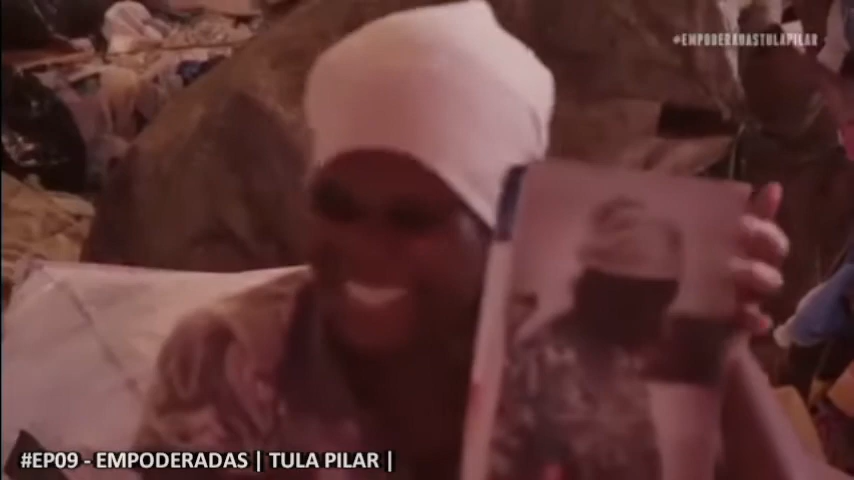 #EMPODERADASTULAPILAR
#EP09 - EMPODERADAS | TULA PILAR |